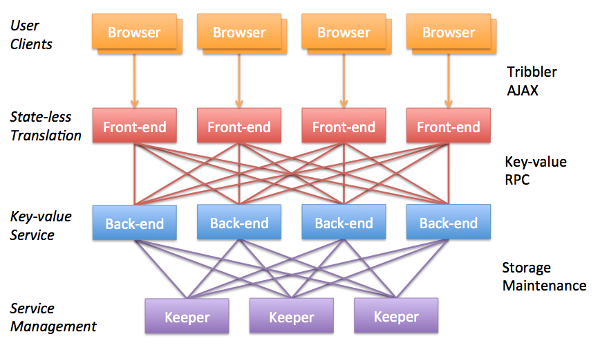 User
Clients
Browser Browser Browser Browser
Tribbler
AJAX
State-less
Translation
Front-end Front-end Front-end Front-end
Key-value
RPC
Key-value
Service
Back-end Back-end Back-end Back-end
Storage
Maintenance
Service
Management
Keeper Keeper Keeper